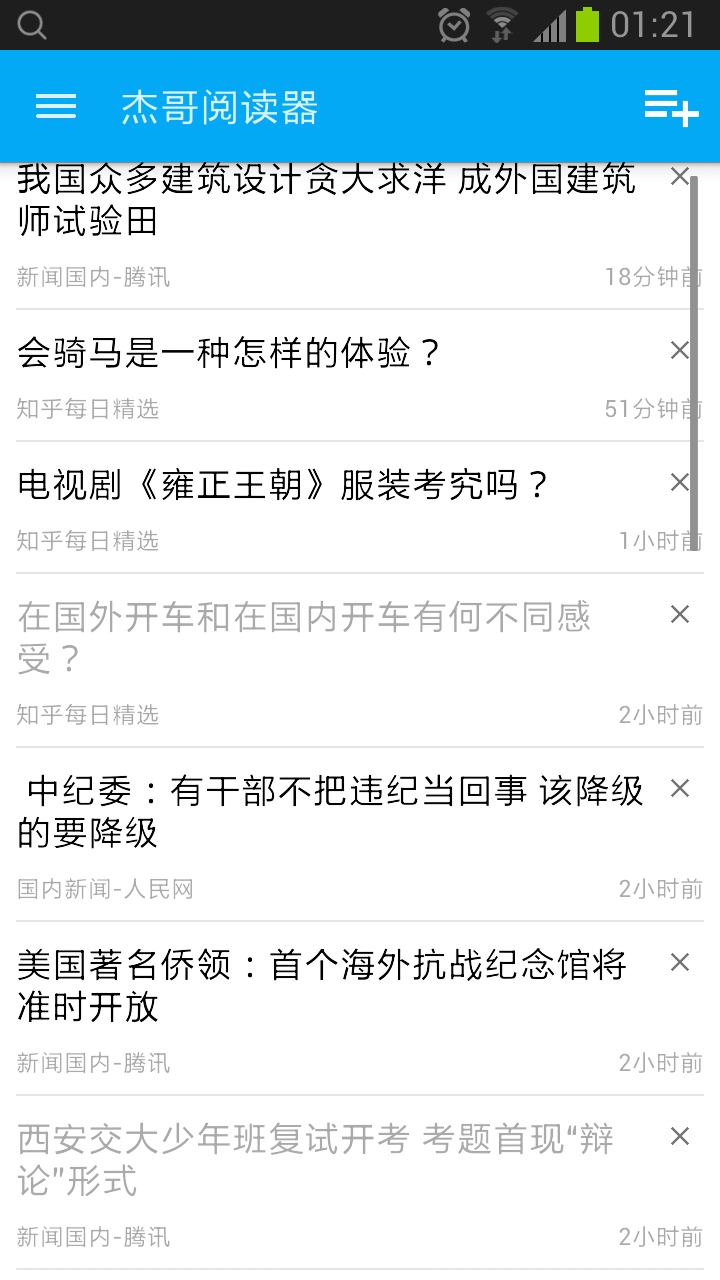 01:21
杰哥阅读器
我国众多建筑设计贪大求洋 成外国建筑
师试验田
新闻国内-腾讯 18分钟前
会骑马是一种怎样的体验？
知乎每日精选 51分钟前
电视剧《雍正王朝》服装考究吗？
知乎每日精选 1小时前
在国外开车和在国内开车有何不同感
受？
知乎每日精选 2小时前
中纪委：有干部不把违纪当回事 该降级
的要降级
国内新闻-人民网 2小时前
美国著名侨领：首个海外抗战纪念馆将
准时开放
新闻国内-腾讯 2小时前
西安交大少年班复试开考 考题首现“辩
论”形式
新闻国内-腾讯 2小时前